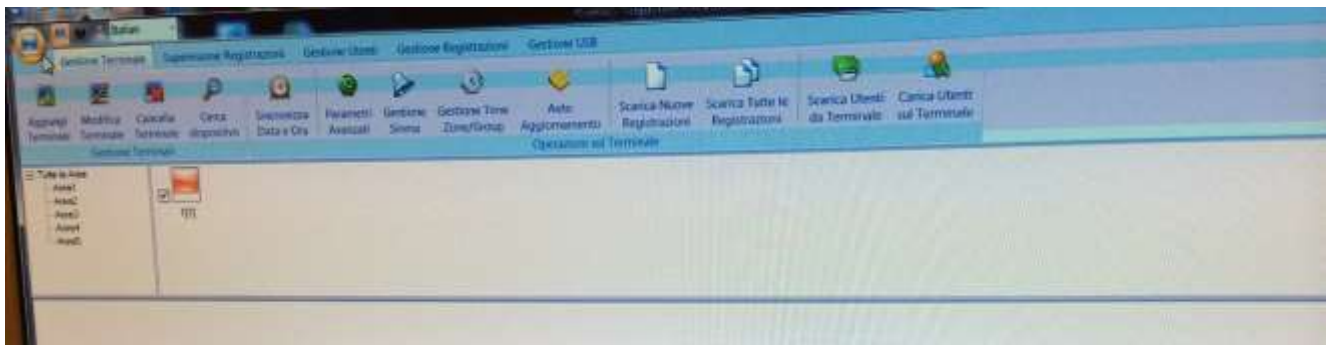 Italian
Gestione Terminale Supervisione Registrazioni Gestione Utenti Gestione Registrazioni Gestione USB
Aggiungi Terminale
Modifica Terminale
Cancella Terminale
Cerca dispositivo
Sincronizza Data e Ora
Parametri Avanzati
Gestione Sirena
Gestione Time Zone/Group
Auto Aggiornamento
Scarica Nuove Registrazioni
Scarica Tutte le Registrazioni
Scarica Utenti da Terminale
Carica Utenti sul Terminale
Gestione Terminali
Operazione sul Terminale
Tutte le Aree
Area1
Area2
Area3
Area4
Area5